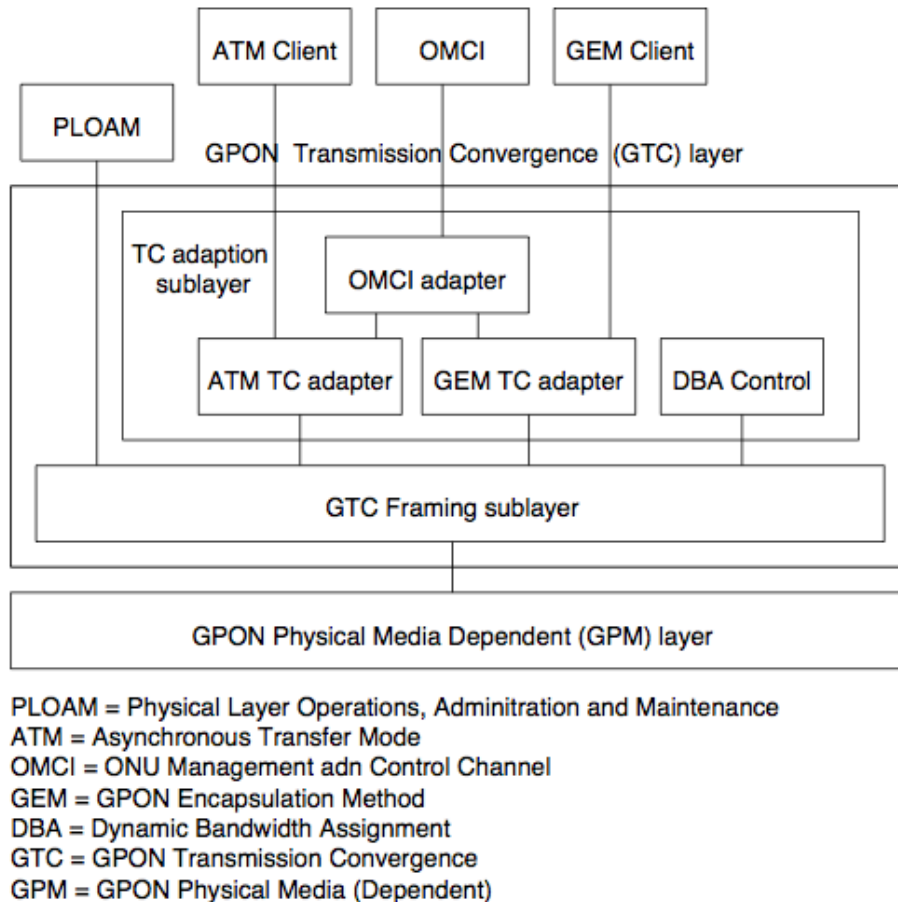 ATM Client
OMCI
GEM Client
PLOAM
GPON Transmission Convergence (GTC) layer
TC adaption
sublayer
OMCI adapter
ATM TC adapter
GEM TC adapter
DBA Control
GTC Framing sublayer
GPON Physical Media Dependent (GPM) layer
PLOAM = Physical Layer Operations, Adminitration and Maintenance
ATM = Asynchronous Transfer Mode
OMCI = ONU Management adn Control Channel
GEM = GPON Encapsulation Method
DBA = Dynamic Bandwidth Assignment
GTC = GPON Transmission Convergence
GPM = GPON Physical Media (Dependent)